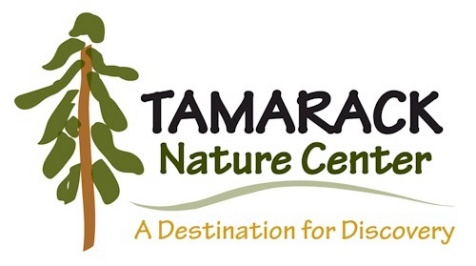 TAMARACK
Nature Center
A Destination for Discovery